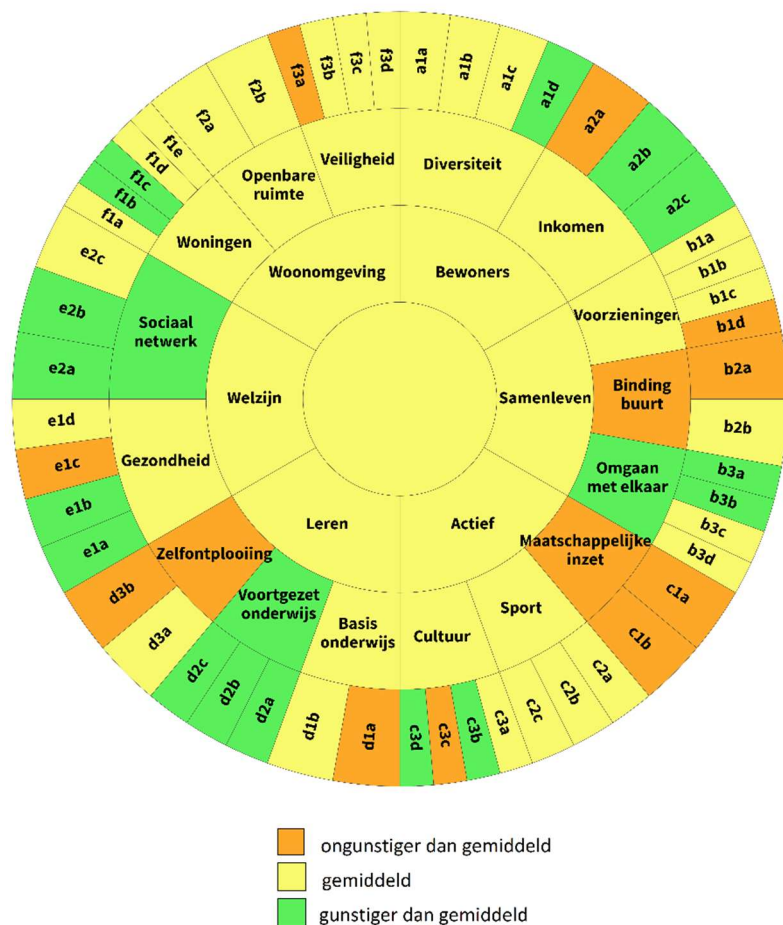 a1a
a1b
a1c
a1d
a2a
a2b
a2c
b1a
b1b
b1c
b1d
b2a
b2b
b3a
b3b
b3c
b3d
c1a
c1b
c2a
c2b
c2c
c3a
c3b
c3c
c3d
d1a
d1b
d2a
d2b
d2c
d3a
d3b
e1a
e1b
e1c
e1d
e2a
e2b
e2c
f1a
f1b
f1c
f1d
f1e
f2a
f2b
f3a
f3b
f3c
f3d
Diversiteit
Inkomen
Voorzieningen
Binding
buurt
Omgaan
met elkaar
Maatschappelijke
inzet
Sport
Cultuur
Basis
onderwijs
Voortgezet
onderwijs
Zelfontplooiing
Gezondheid
Sociaal
netwerk
Woningen
Openbare
ruimte
Veiligheid
Bewoners
Samenleven
Actief
Leren
Welzijn
Woonomgeving
ongunstiger dan gemiddeld
gemiddeld
gunstiger dan gemiddeld